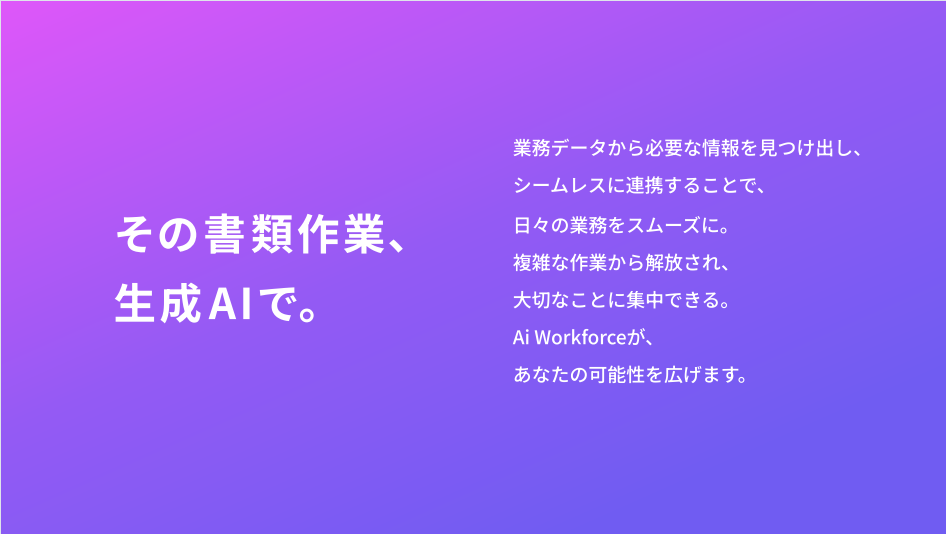 その書類作業、
生成AIで。
業務データから必要な情報を見つけ出し、
シームレスに連携することで、
日々の業務をスムーズに。
複雑な作業から解放され、
大切なことに集中できる。
Ai Workforceが、
あなたの可能性を広げます。